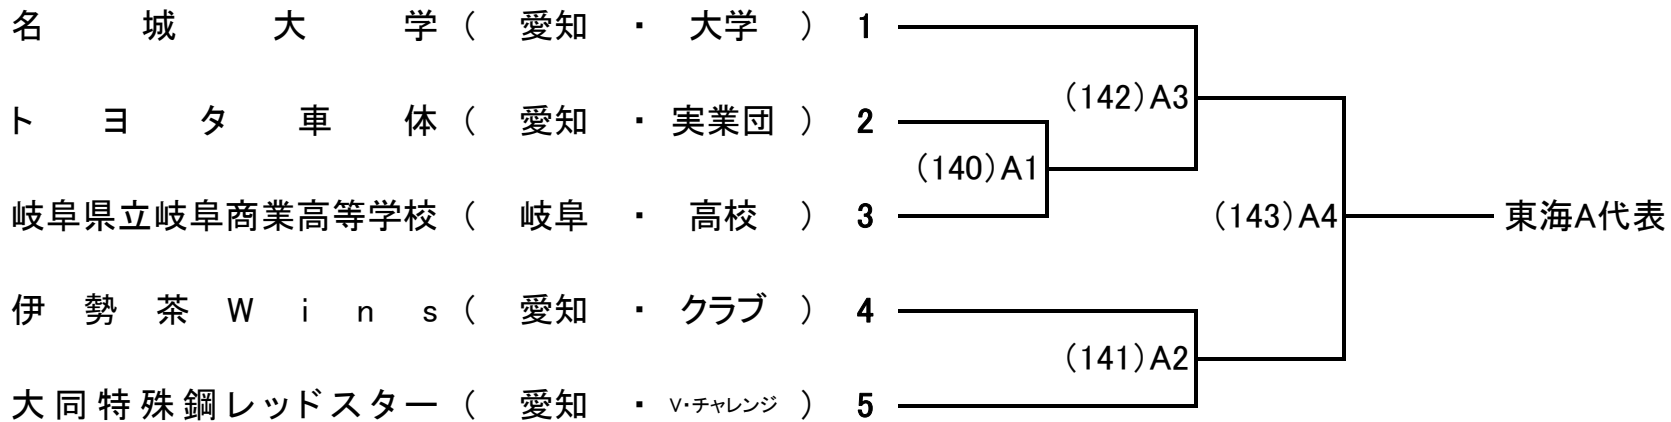 名城大学（ 愛知 ・ 大学 ） 1
(142)A3
トヨタ車体（ 愛知 ・ 実業団 ） 2
(140)A1
岐阜県立岐阜商業高等学校（ 岐阜 ・ 高校 ） 3
(143)A4
東海A代表
伊勢茶Wins（ 愛知 ・ クラブ ） 4
(141)A2
大同特殊鋼レッドスター（ 愛知 ・ V・チャレンジ ） 5